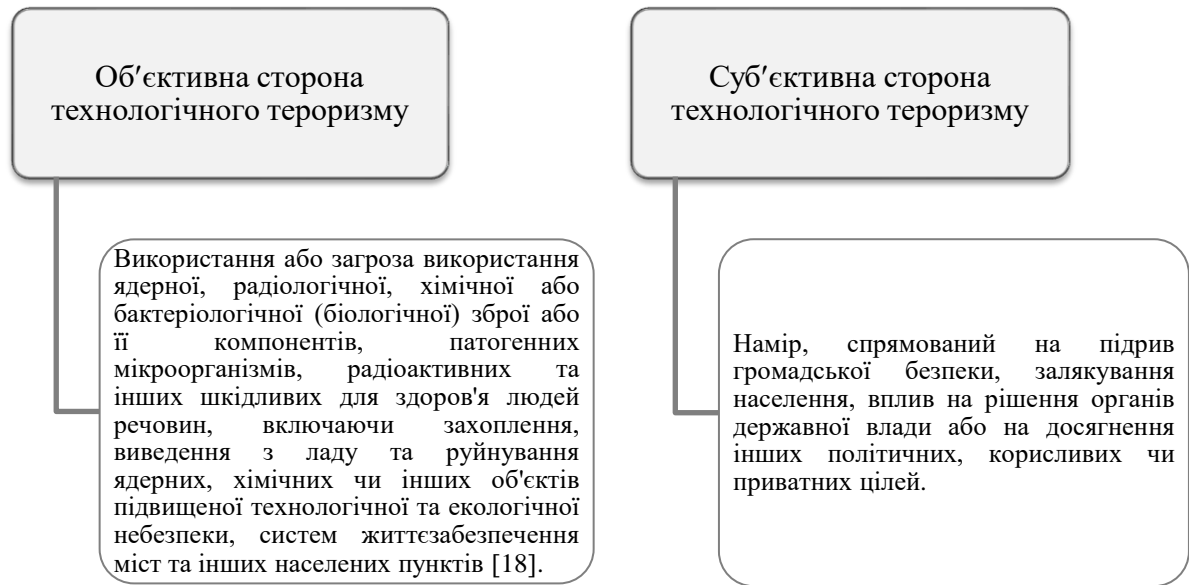 Об′єктивна сторона
технологічного тероризму
Використання або загроза використання
ядерної, радіологічної, хімічної або
бактеріологічної (біологічної) зброї або
її компонентів, патогенних
мікроорганізмів, радіоактивних та
інших шкідливих для здоров'я людей
речовин, включаючи захоплення,
виведення з ладу та руйнування
ядерних, хімічних чи інших об'єктів
підвищеної технологічної та екологічної
небезпеки, систем життєзабезпечення
міст та інших населених пунктів [18].
Суб′єктивна сторона
технологічного тероризму
Намір, спрямований на підрив
громадської безпеки, залякування
населення, вплив на рішення органів
державної влади або на досягнення
інших політичних, корисливих чи
приватних цілей.